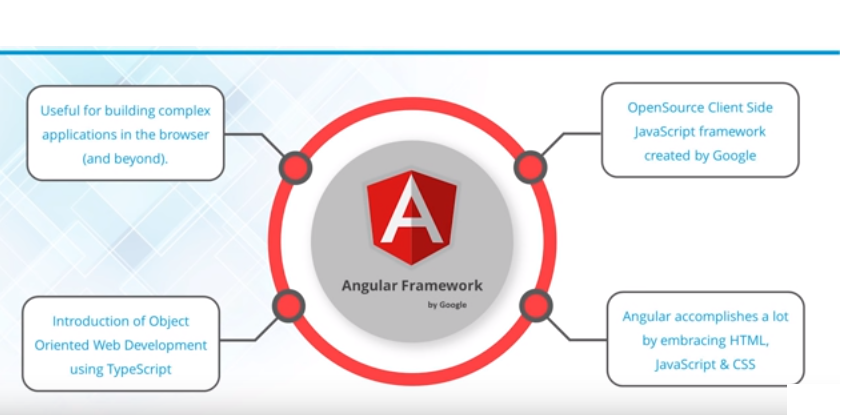 Useful for building complex
applications in the browser
(and beyond).
OpenSource Client Side
JavaScript framework
created by Google
A
Angular Framework
by Google
Introduction of Object
Oriented Web Development
using TypeScript
Angular accomplishes a lot
by embracing HTML,
JavaScript & CSS